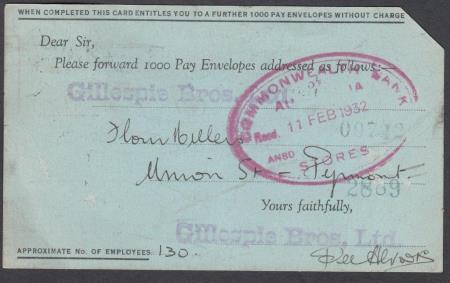 WHEN COMPLETED THIS CARD ENTITLES YOU TO A FURTHER 1000 PAY ENVELOPES WITHOUT CHARGE
Dear Sir,
Please forward 1000 Pay Envelopes addressed as follows:—
Gillespie Bros. Ltd.
COMMONWEALTH BANK
Recd. 11 FEB 1932
ANSD
STORES
Flour Millers
Union St — Pyrmont
2869
Yours faithfully,
Gillespie Bros. Ltd.
APPROXIMATE NO. OF EMPLOYEES 130.